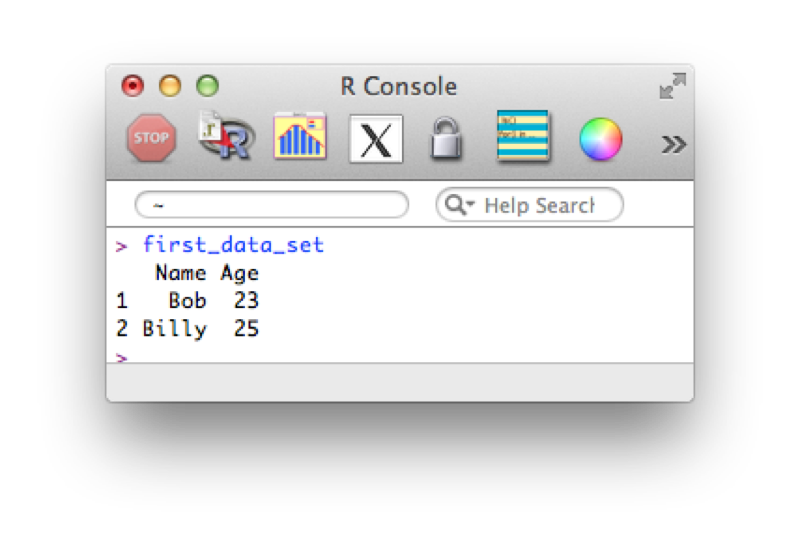 R Console
STOP
R
X
~
Help Search
> first_data_set
Name Age
1 Bob 23
2 Billy 25
>